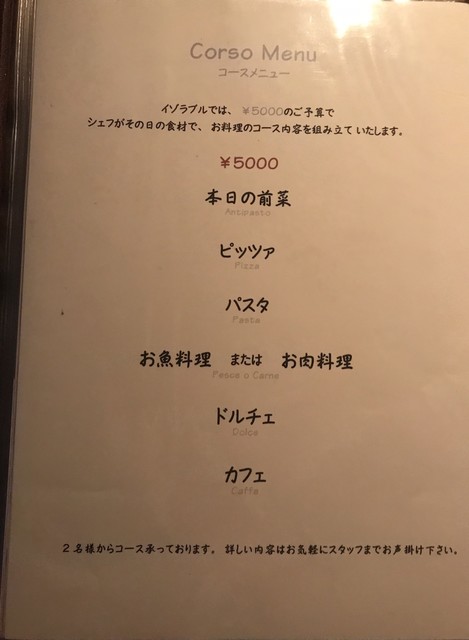 Corso Menu
コースメニュー
イゾラブルでは、 ¥5000のご予算で
シェフがその日の食材で、 お料理のコース内容を組み立ていたします。
¥5000
本日の前菜
Antipasto
ピッツァ
Pizza
パスタ
Pasta
お魚料理 または お肉料理
Pesce o Carne
ドルチェ
Dolce
カフェ
Caffe
2名様からコース承っております。 詳しい内容はお気軽にスタッフまでお声掛け下さい。